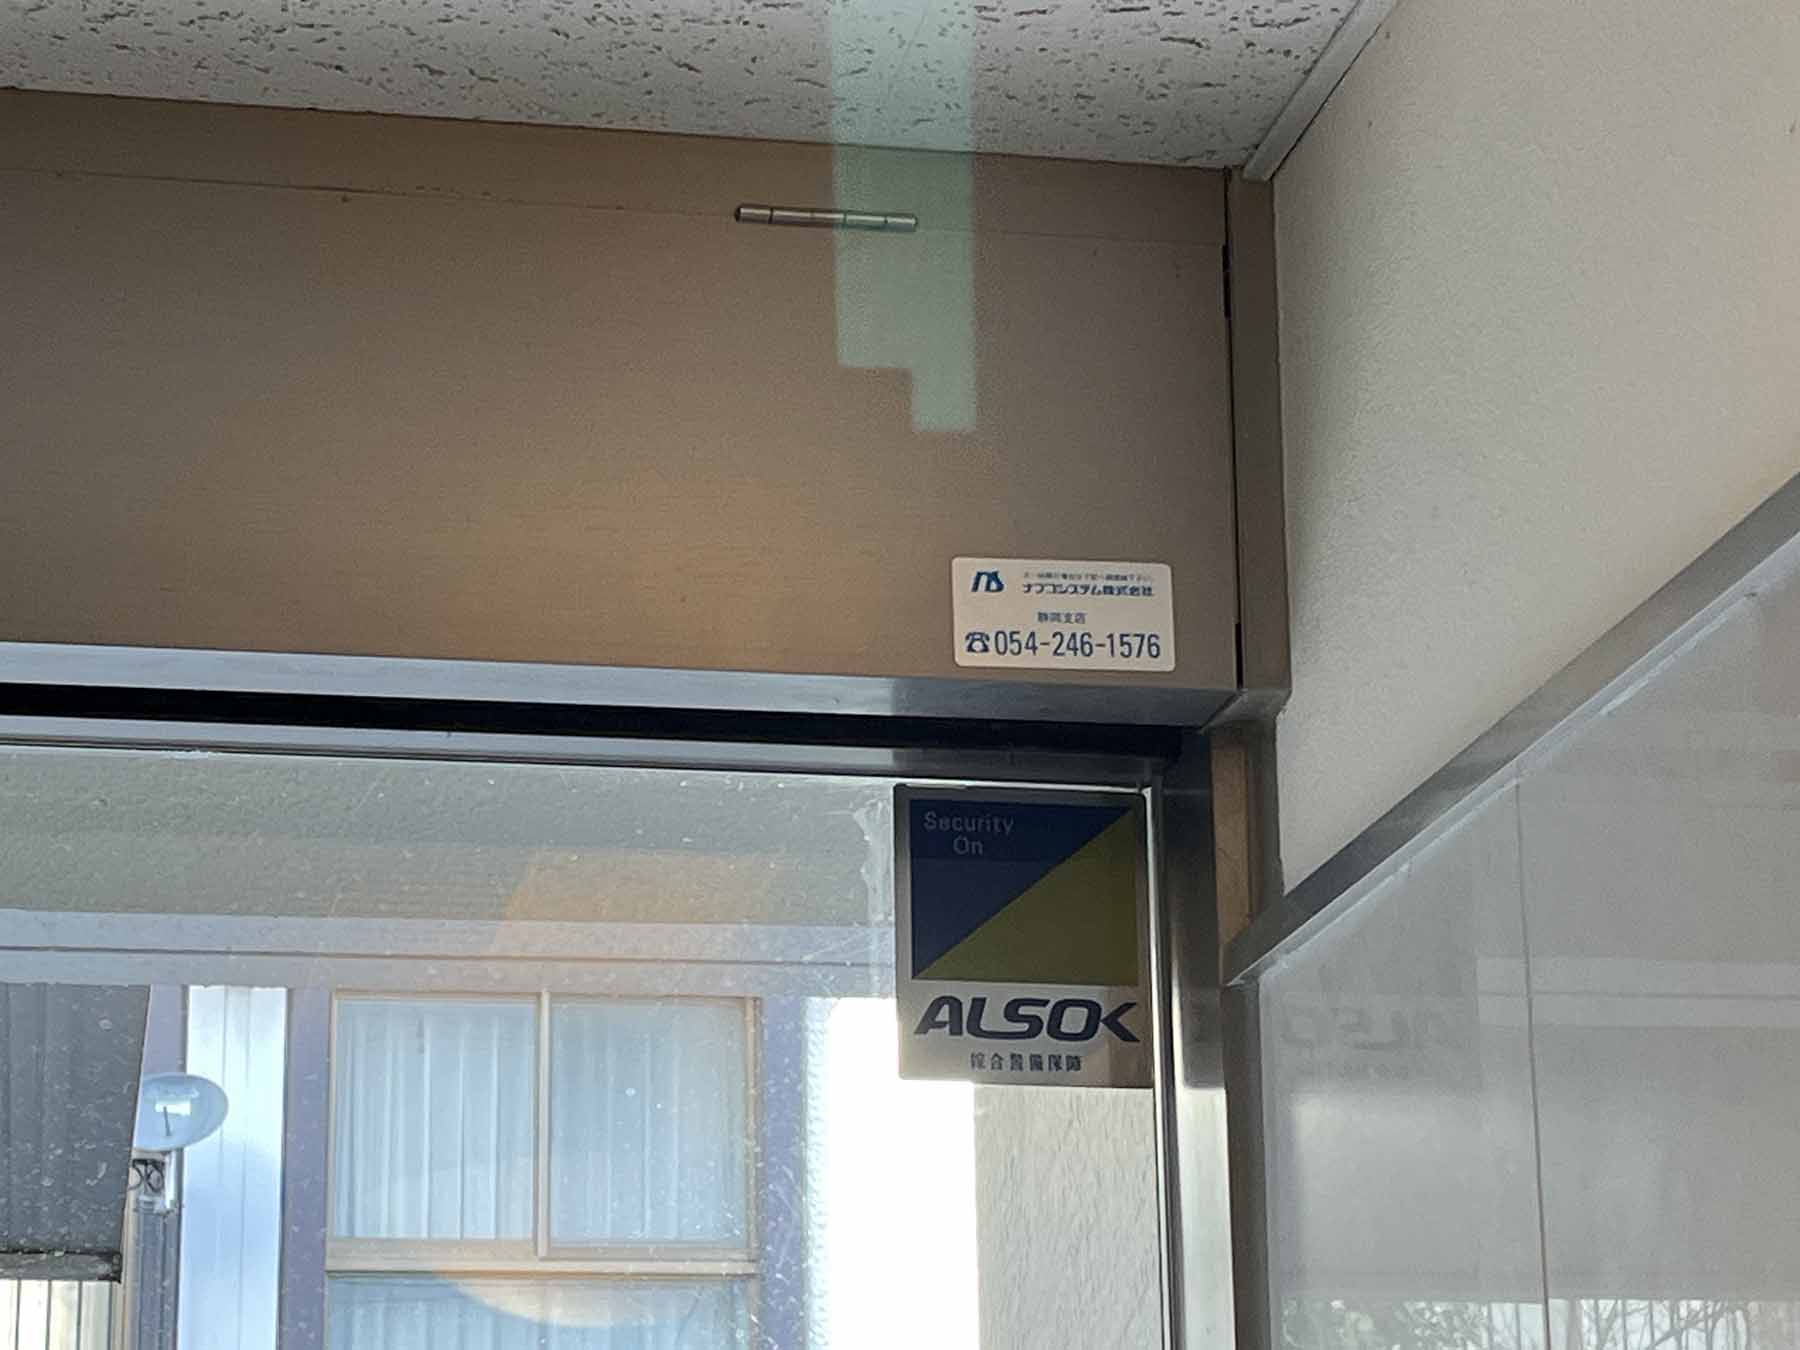 NS
ナブコシステム株式会社
静岡支店
☎054-246-1576
Security
On
ALSOK
綜合警備保障